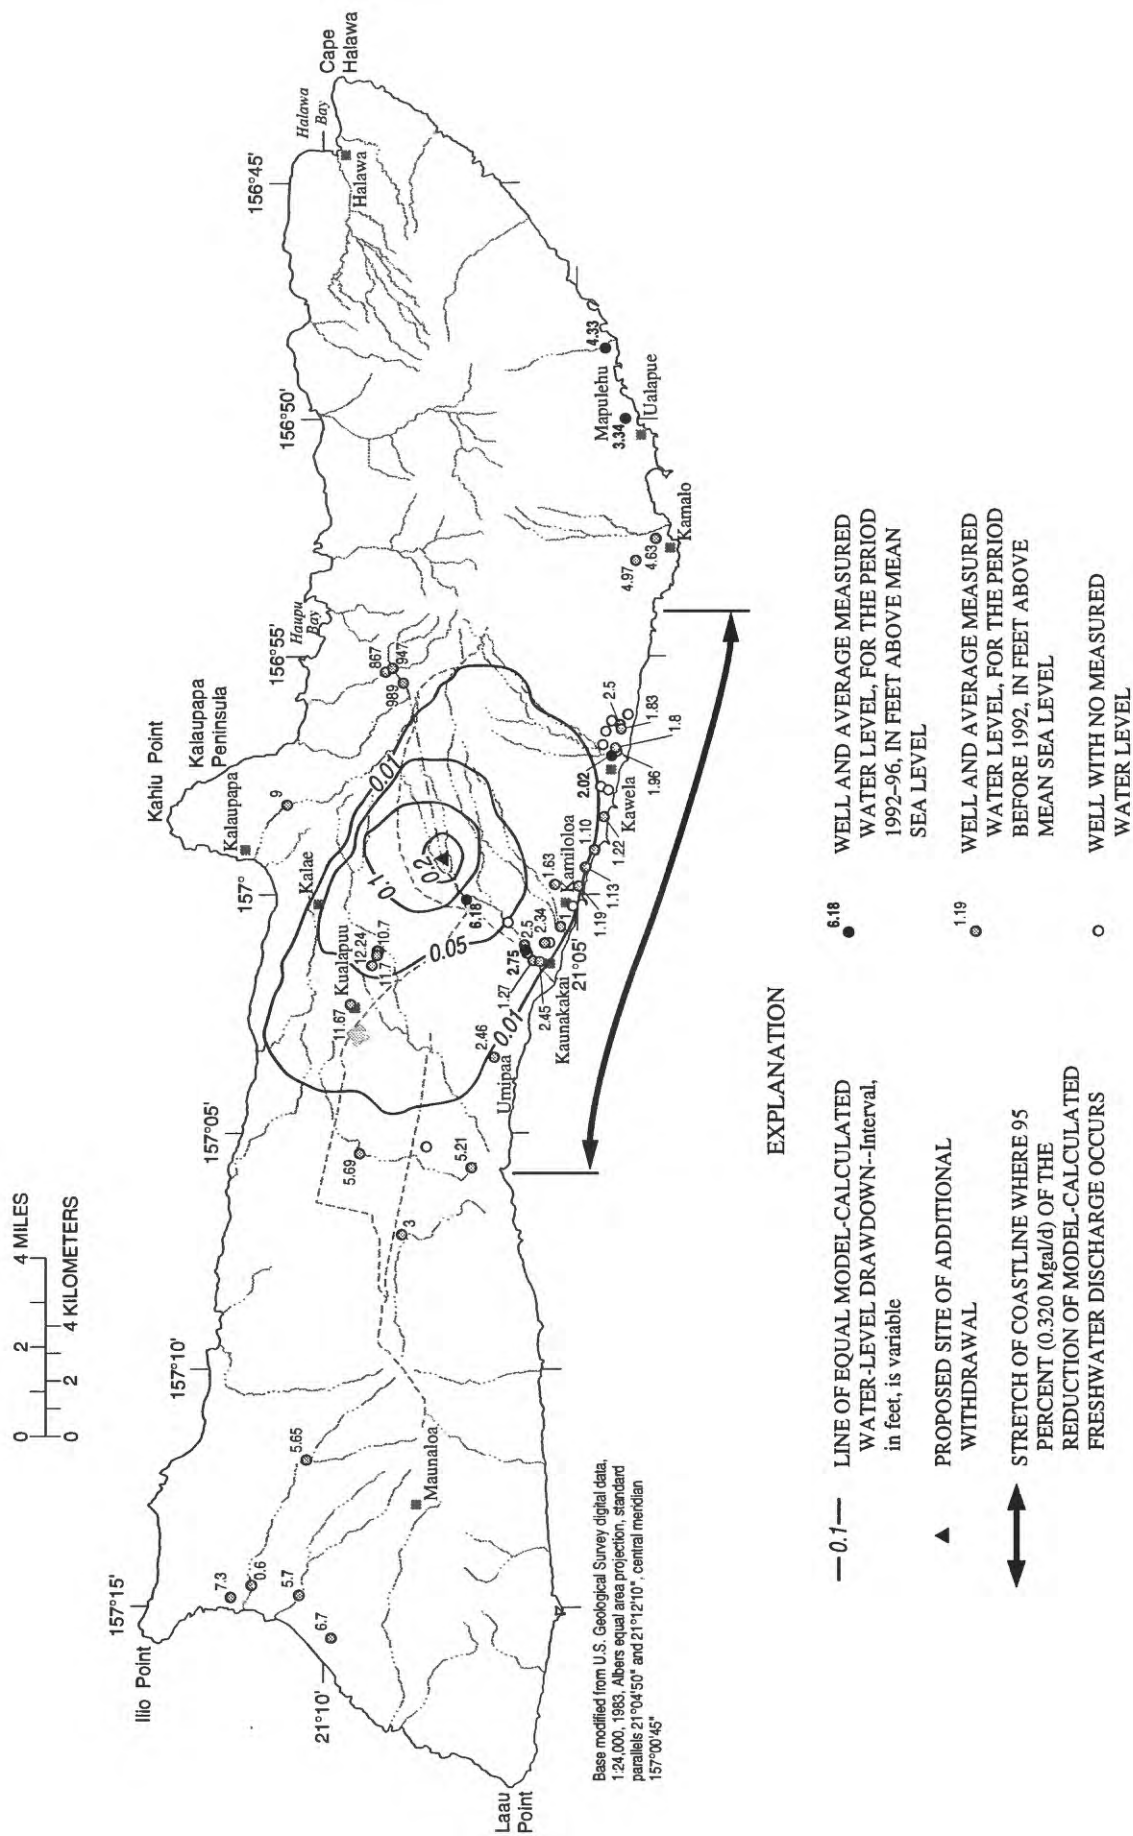 0 2 4 MILES
0 2 4 KILOMETERS
157°15'
157°10'
157°05'
157°
156°55'
156°50'
156°45'
21°10'
21°05'
Ilio Point
Laau
Point
Kahiu Point
Kalaupapa
Peninsula
Kalaupapa
Haupu
Bay
Halawa
Bay
Cape
Halawa
Halawa
Maunaloa
Kalae
Kualapuu
Umipaa
Kaunakakai
Kamiloloa
Kawela
Kamalo
Ualapue
Mapulehu
7.3
0.6
5.7
6.7
5.65
3
5.69
5.21
2.46
11.67
12.24
11.7
10.7
9
867
947
989
6.18
2.75
2.5
1.27
2.45
2.34
1
1.63
1.19
1.13
1.10
1.22
2.02
1.96
1.8
1.83
2.5
4.97
4.63
3.34
4.33
0.01
0.01
0.05
0.1
0.2
Base modified from U.S. Geological Survey digital data,
1:24,000, 1983, Albers equal area projection, standard
parallels 21°04'50" and 21°12'10", central meridian
157°00'45"
EXPLANATION
—0.1— LINE OF EQUAL MODEL-CALCULATED
WATER-LEVEL DRAWDOWN--Interval,
in feet, is variable
PROPOSED SITE OF ADDITIONAL
WITHDRAWAL
STRETCH OF COASTLINE WHERE 95
PERCENT (0.320 Mgal/d) OF THE
REDUCTION OF MODEL-CALCULATED
FRESHWATER DISCHARGE OCCURS
6.18 WELL AND AVERAGE MEASURED
WATER LEVEL, FOR THE PERIOD
1992–96, IN FEET ABOVE MEAN
SEA LEVEL
1.19 WELL AND AVERAGE MEASURED
WATER LEVEL, FOR THE PERIOD
BEFORE 1992, IN FEET ABOVE
MEAN SEA LEVEL
WELL WITH NO MEASURED
WATER LEVEL